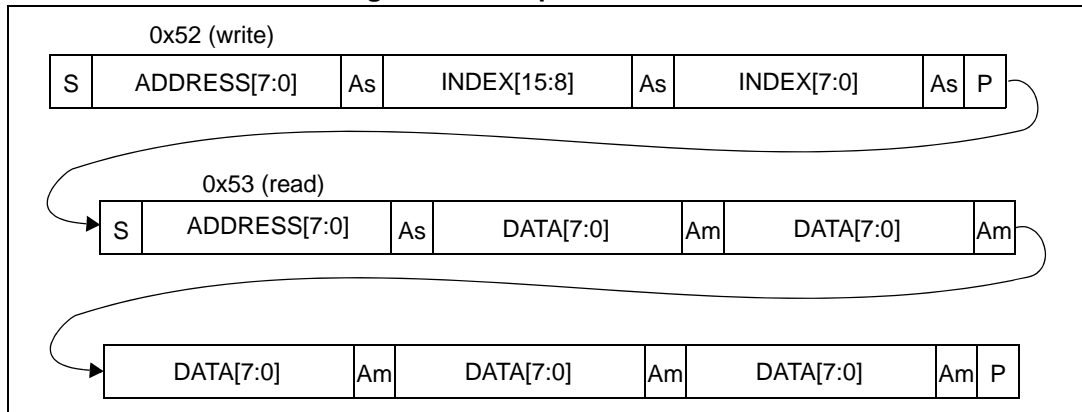 0x52 (write)
S ADDRESS[7:0] As INDEX[15:8] As INDEX[7:0] As P
0x53 (read)
S ADDRESS[7:0] As DATA[7:0] Am DATA[7:0] Am
DATA[7:0] Am DATA[7:0] Am DATA[7:0] Am P